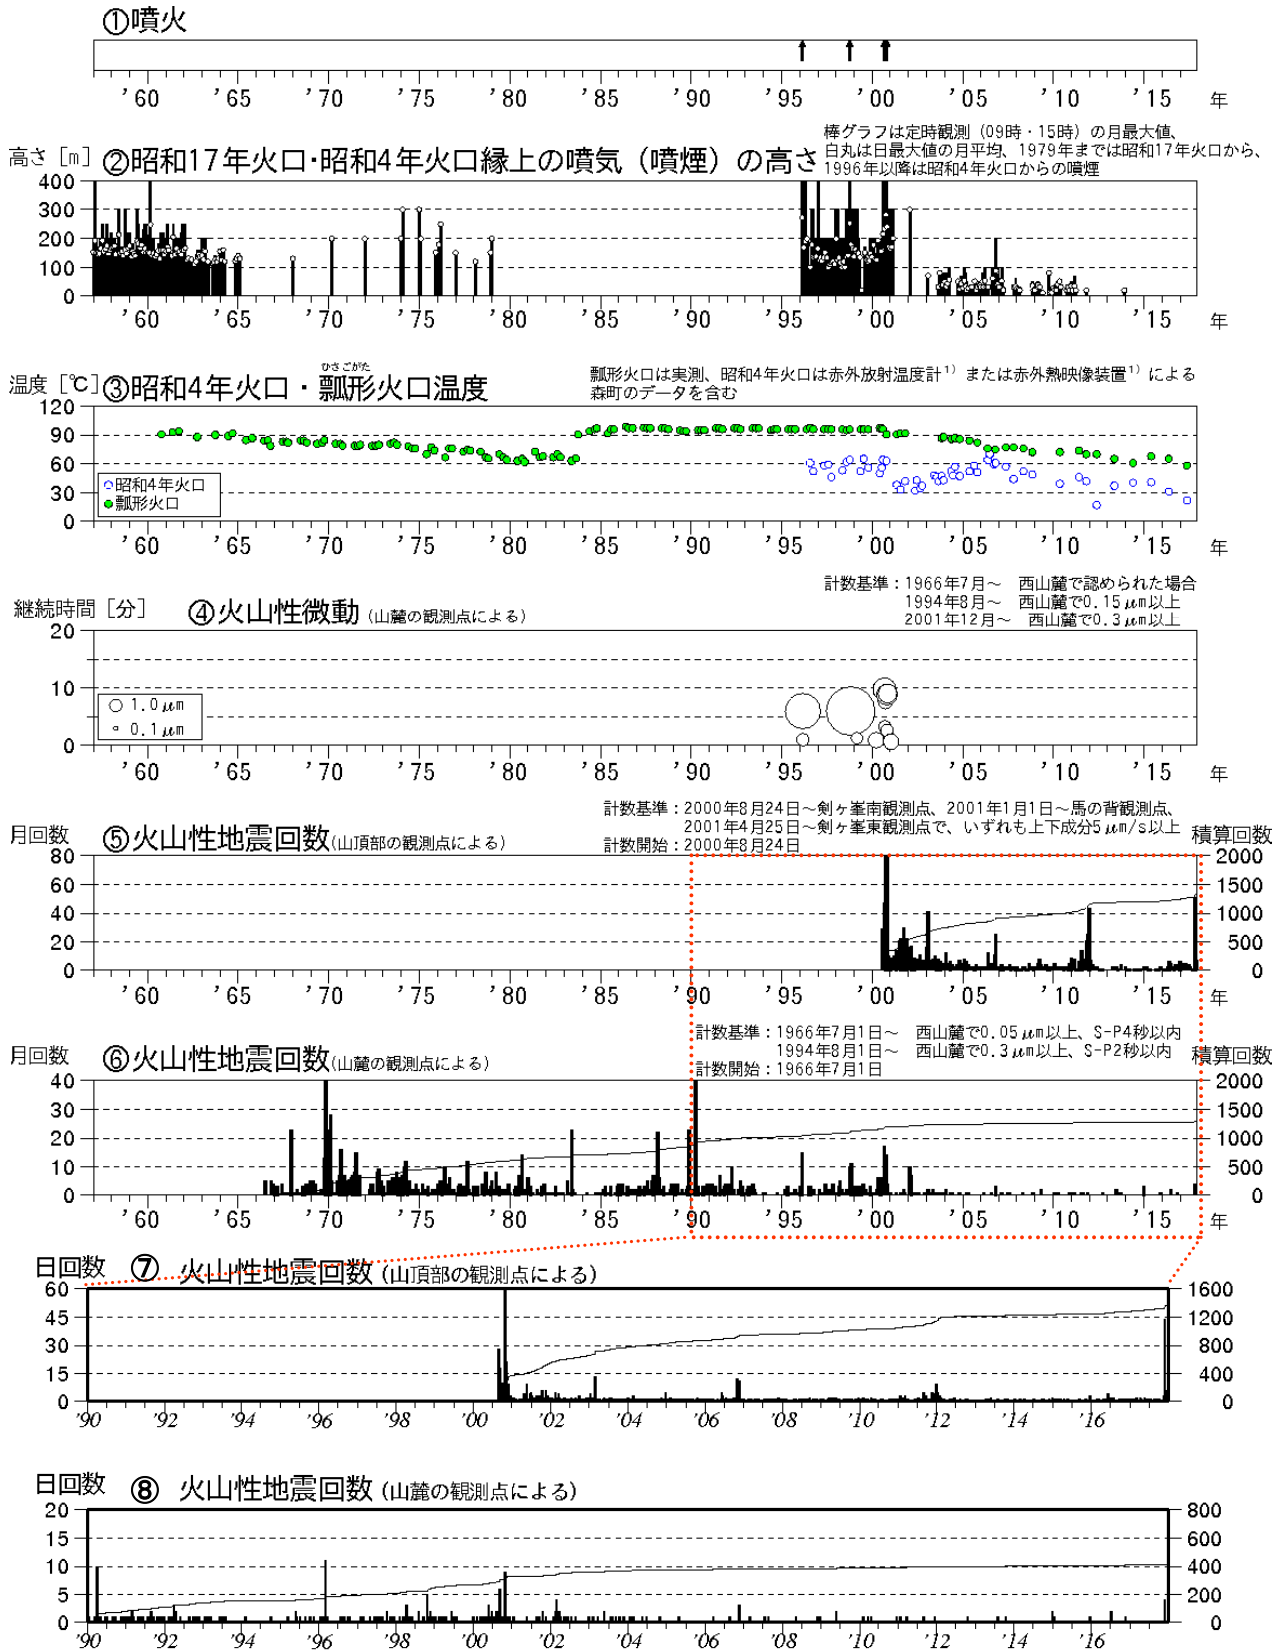 ①噴火
'60 '65 '70 '75 '80 '85 '90 '95 '00 '05 '10 '15 年
高さ [m] ②昭和17年火口・昭和4年火口縁上の噴気（噴煙）の高さ
棒グラフは定時観測（09時・15時）の月最大値、
白丸は日最大値の月平均、1979年までは昭和17年火口から、
1996年以降は昭和4年火口からの噴煙
400
300
200
100
0
'60 '65 '70 '75 '80 '85 '90 '95 '00 '05 '10 '15 年
ひさごがた
温度 [℃] ③昭和4年火口・瓢形火口温度
瓢形火口は実測、昭和4年火口は赤外放射温度計1) または赤外熱映像装置1) による
森町のデータを含む
120
90
60
30
0
昭和4年火口
瓢形火口
'60 '65 '70 '75 '80 '85 '90 '95 '00 '05 '10 '15 年
継続時間 [分] ④火山性微動 (山麓の観測点による)
計数基準：1966年7月～ 西山麓で認められた場合
1994年8月～ 西山麓で0.15μm以上
2001年12月～ 西山麓で0.3μm以上
20
10
0
1.0μm
0.1μm
'60 '65 '70 '75 '80 '85 '90 '95 '00 '05 '10 '15 年
月回数 ⑤火山性地震回数(山頂部の観測点による)
計数基準：2000年8月24日～剣ヶ峯南観測点、2001年1月1日～馬の背観測点、
2001年4月25日～剣ヶ峯東観測点で、いずれも上下成分5μm/s以上
計数開始：2000年8月24日
積算回数
80 2000
60 1500
40 1000
20 500
0 0
'60 '65 '70 '75 '80 '85 '90 '95 '00 '05 '10 '15 年
月回数 ⑥火山性地震回数(山麓の観測点による)
計数基準：1966年7月1日～ 西山麓で0.05μm以上、S-P4秒以内
1994年8月1日～ 西山麓で0.3μm以上、S-P2秒以内
計数開始：1966年7月1日
積算回数
40 2000
30 1500
20 1000
10 500
0 0
'60 '65 '70 '75 '80 '85 '90 '95 '00 '05 '10 '15 年
日回数 ⑦ 火山性地震回数 (山頂部の観測点による)
60 1600
45 1200
30 800
15 400
0 0
'90 '92 '94 '96 '98 '00 '02 '04 '06 '08 '10 '12 '14 '16
日回数 ⑧ 火山性地震回数 (山麓の観測点による)
20 800
15 600
10 400
5 200
0 0
'90 '92 '94 '96 '98 '00 '02 '04 '06 '08 '10 '12 '14 '16